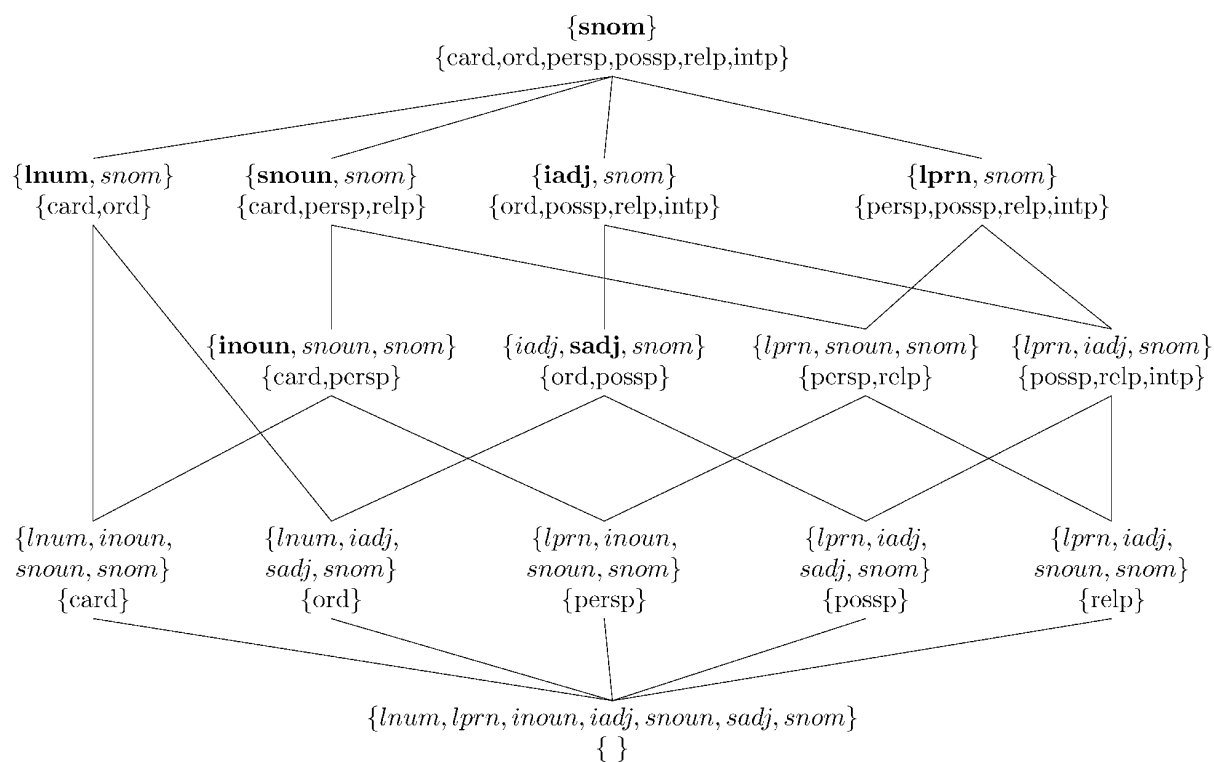 {snom}
{card,ord,persp,possp,relp,intp}
{lnum, snom}
{card,ord}
{snoun, snom}
{card,persp,relp}
{iadj, snom}
{ord,possp,relp,intp}
{lprn, snom}
{persp,possp,relp,intp}
{inoun, snoun, snom}
{card,persp}
{iadj, sadj, snom}
{ord,possp}
{lprn, snoun, snom}
{persp,relp}
{lprn, iadj, snom}
{possp,relp,intp}
{lnum, inoun,
snoun, snom}
{card}
{lnum, iadj,
sadj, snom}
{ord}
{lprn, inoun,
snoun, snom}
{persp}
{lprn, iadj,
sadj, snom}
{possp}
{lprn, iadj,
snoun, snom}
{relp}
{lnum, lprn, inoun, iadj, snoun, sadj, snom}
{ }